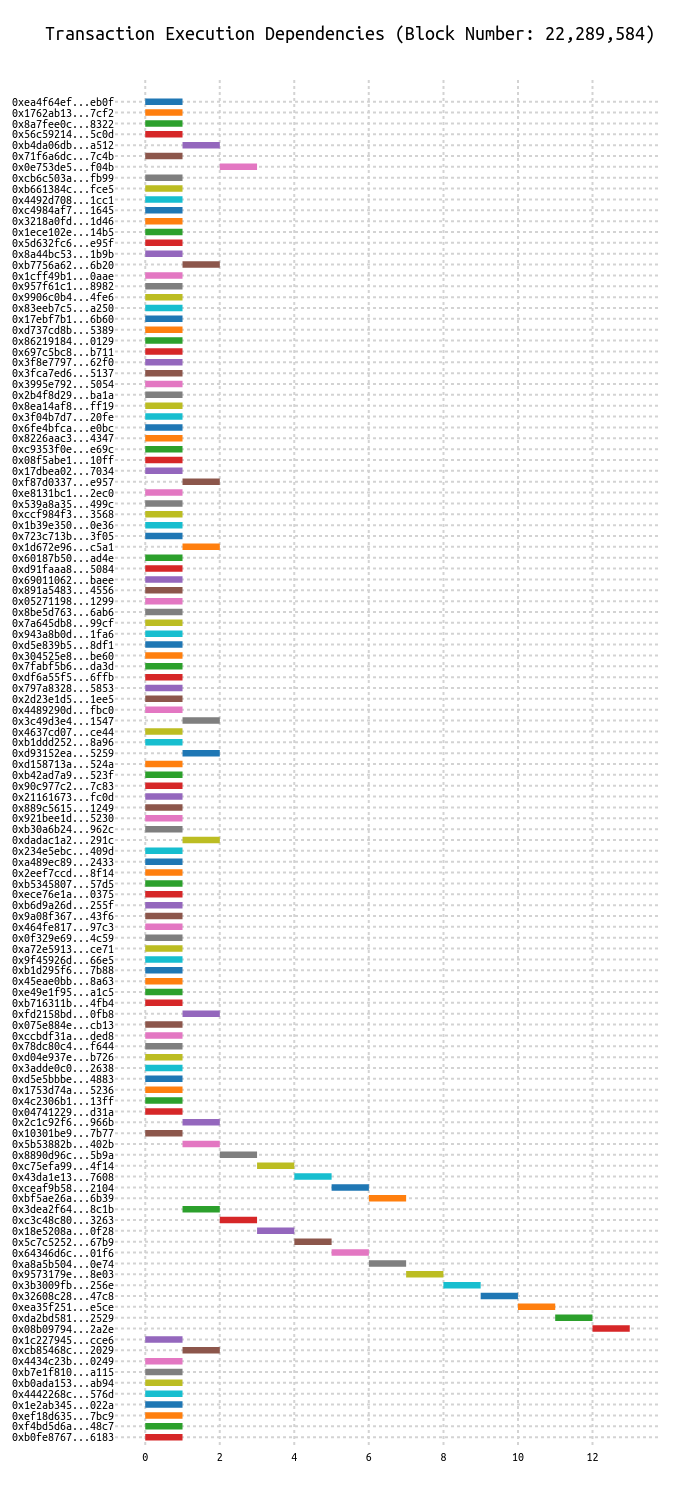 Transaction Execution Dependencies (Block Number: 22,289,584)
0xea4f64ef...eb0f
0x1762ab13...7cf2
0x8a7fee0c...8322
0x56c59214...5c0d
0xb4da06db...a512
0x71f6a6dc...7c4b
0x0e753de5...f04b
0xcb6c503a...fb99
0xb661384c...fce5
0x4492d708...1cc1
0xc4984af7...1645
0x3218a0fd...1d46
0x1ece102e...14b5
0x5d632fc6...e95f
0x8a44bc53...1b9b
0xb7756a62...6b20
0x1cff49b1...0aae
0x957f61c1...8982
0x9906c0b4...4fe6
0x83eeb7c5...a250
0x17ebf7b1...6b60
0xd737cd8b...5389
0x86219184...0129
0x697c5bc8...b711
0x3f8e7797...62f0
0x3fca7ed6...5137
0x3995e792...5054
0x2b4f8d29...ba1a
0x8ea14af8...ff19
0x3f04b7d7...20fe
0x6fe4bfca...e0bc
0x8226aac3...4347
0xc9353f0e...e69c
0x08f5abe1...10ff
0x17dbea02...7034
0xf87d0337...e957
0xe8131bc1...2ec0
0x539a8a35...499c
0xccf984f3...3568
0x1b39e350...0e36
0x723c713b...3f05
0x1d672e96...c5a1
0x60187b50...ad4e
0xd91faaa8...5084
0x69011062...baee
0x891a5483...4556
0x05271198...1299
0x8be5d763...6ab6
0x7a645db8...99cf
0x943a8b0d...1fa6
0xd5e839b5...8df1
0x304525e8...be60
0x7fabf5b6...da3d
0xdf6a55f5...6ffb
0x797a8328...5853
0x2d23e1d5...1ee5
0x4489290d...fbc0
0x3c49d3e4...1547
0x4637cd07...ce44
0xb1ddd252...8a96
0xd93152ea...5259
0xd158713a...524a
0xb42ad7a9...523f
0x90c977c2...7c83
0x21161673...fc0d
0x889c5615...1249
0x921bee1d...5230
0xb30a6b24...962c
0xdadac1a2...291c
0x234e5ebc...409d
0xa489ec89...2433
0x2eef7ccd...8f14
0xb5345807...57d5
0xece76e1a...0375
0xb6d9a26d...255f
0x9a08f367...43f6
0x464fe817...97c3
0x0f329e69...4c59
0xa72e5913...ce71
0x9f45926d...66e5
0xb1d295f6...7b88
0x45eae0bb...8a63
0xe49e1f95...a1c5
0xb716311b...4fb4
0xfd2158bd...0fb8
0x075e884e...cb13
0xccbdf31a...ded8
0x78dc80c4...f644
0xd04e937e...b726
0x3adde0c0...2638
0xd5e5bbbe...4883
0x1753d74a...5236
0x4c2306b1...13ff
0x04741229...d31a
0x2c1c92f6...966b
0x10301be9...7b77
0x5b53882b...402b
0x8890d96c...5b9a
0xc75efa99...4f14
0x43da1e13...7608
0xceaf9b58...2104
0xbf5ae26a...6b39
0x3dea2f64...8c1b
0xc3c48c80...3263
0x18e5208a...0f28
0x5c7c5252...67b9
0x64346d6c...01f6
0xa8a5b504...0e74
0x9573179e...8e03
0x3b3009fb...256e
0x32608c28...47c8
0xea35f251...e5ce
0xda2bd581...2529
0x08b09794...2a2e
0x1c227945...cce6
0xcb85468c...2029
0x4434c23b...0249
0xb7e1f810...a115
0xb0ada153...ab94
0x4442268c...576d
0x1e2ab345...022a
0xef18d635...7bc9
0xf4bd5d6a...48c7
0xb0fe8767...6183
0 2 4 6 8 10 12